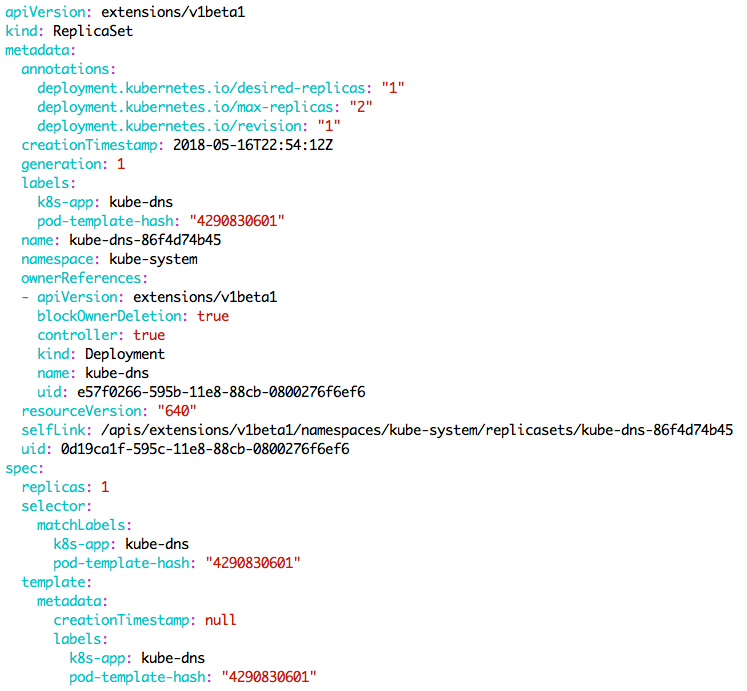 apiVersion: extensions/v1beta1
kind: ReplicaSet
metadata:
  annotations:
    deployment.kubernetes.io/desired-replicas: "1"
    deployment.kubernetes.io/max-replicas: "2"
    deployment.kubernetes.io/revision: "1"
  creationTimestamp: 2018-05-16T22:54:12Z
  generation: 1
  labels:
    k8s-app: kube-dns
    pod-template-hash: "4290830601"
  name: kube-dns-86f4d74b45
  namespace: kube-system
  ownerReferences:
  - apiVersion: extensions/v1beta1
    blockOwnerDeletion: true
    controller: true
    kind: Deployment
    name: kube-dns
    uid: e57f0266-595b-11e8-88cb-0800276f6ef6
  resourceVersion: "640"
  selfLink: /apis/extensions/v1beta1/namespaces/kube-system/replicasets/kube-dns-86f4d74b45
  uid: 0d19ca1f-595c-11e8-88cb-0800276f6ef6
spec:
  replicas: 1
  selector:
    matchLabels:
      k8s-app: kube-dns
      pod-template-hash: "4290830601"
  template:
    metadata:
      creationTimestamp: null
      labels:
        k8s-app: kube-dns
        pod-template-hash: "4290830601"